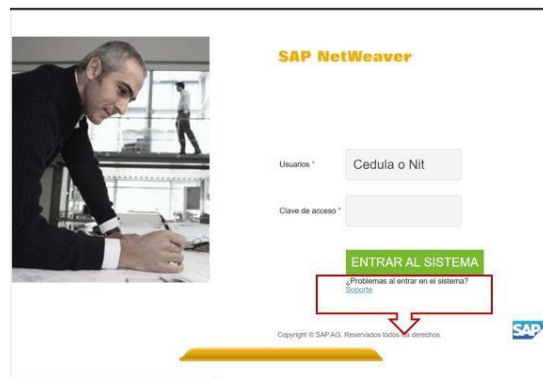 SAP NetWeaver
Usuarios *
Cedula o Nit
Clave de acceso *
ENTRAR AL SISTEMA
¿Problemas al entrar en el sistema?
Soporte
Copyright © SAP AG. Reservados todos los derechos.
SAP